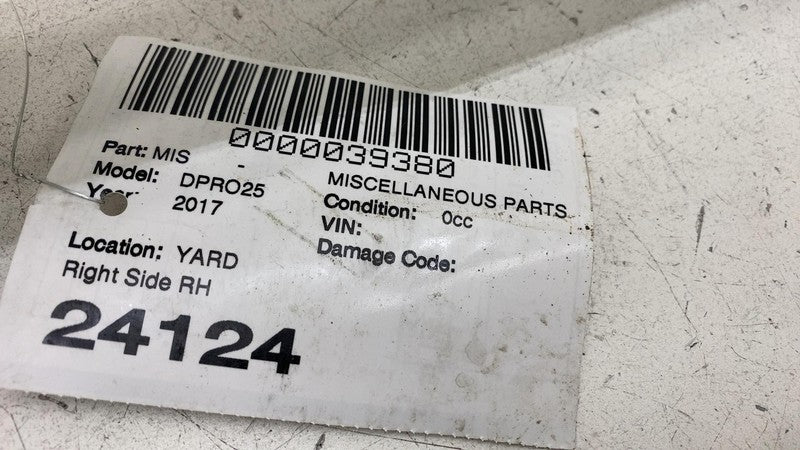 0000039380
Part: MIS - MISCELLANEOUS PARTS
Model: DPRO25 Condition: 0cc
Year: 2017 VIN:
Damage Code:
Location: YARD
Right Side RH
24124